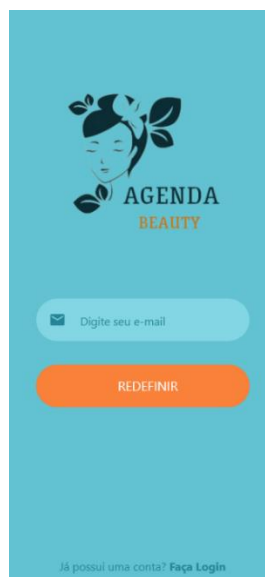 AGENDA
BEAUTY
Digite seu e-mail
REDEFINIR
Já possui uma conta? Faça Login